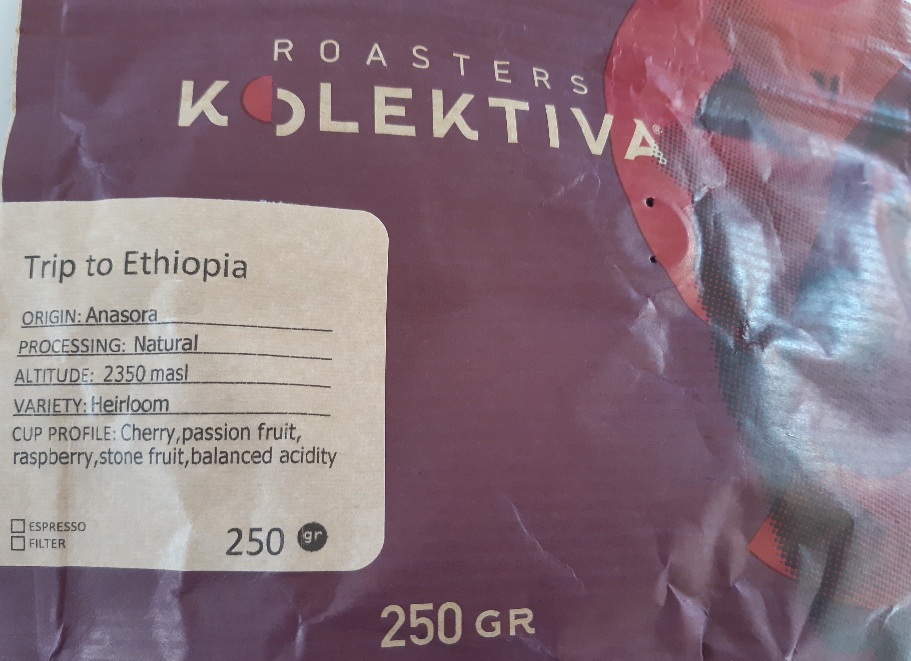 ROASTERS
KOLEKTIVA
Trip to Ethiopia
ORIGIN: Anasora
PROCESSING: Natural
ALTITUDE: 2350 masl
VARIETY: Heirloom
CUP PROFILE: Cherry,passion fruit,
raspberry,stone fruit,balanced acidity
ESPRESSO
FILTER
250 gr
250 GR